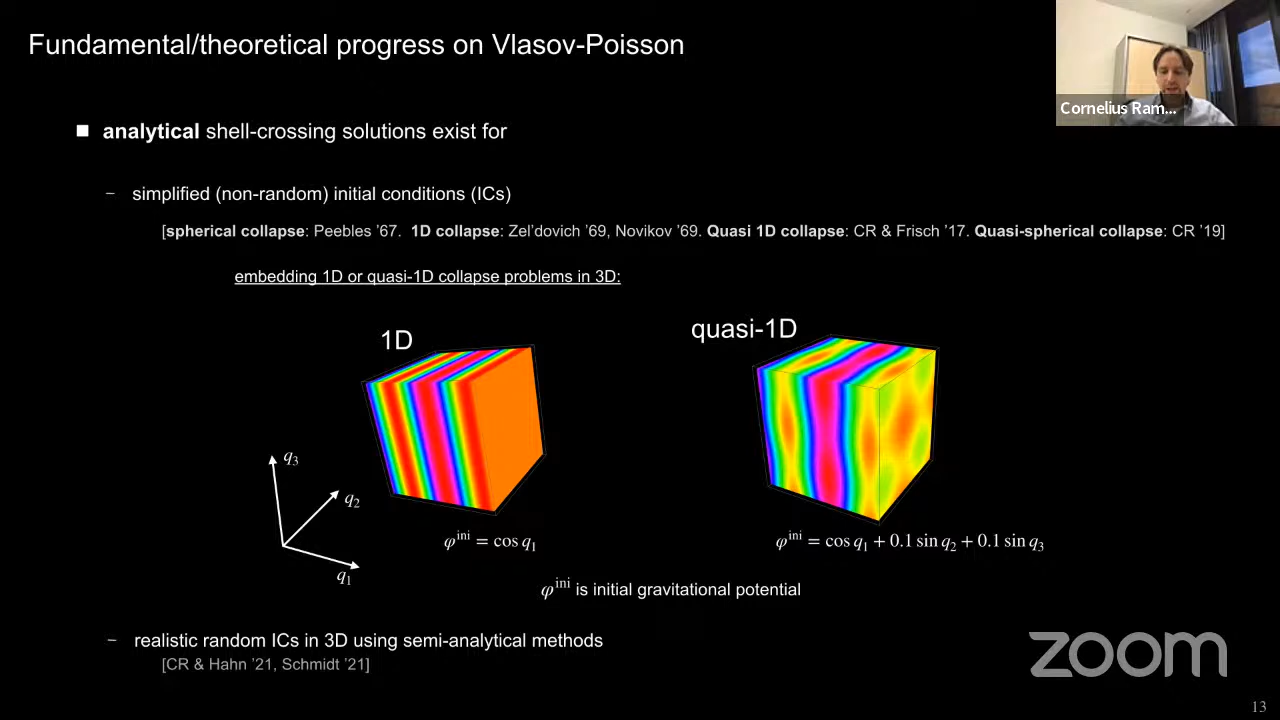 Fundamental/theoretical progress on Vlasov-Poisson
Cornelius Ram...
analytical shell-crossing solutions exist for
– simplified (non-random) initial conditions (ICs)
[spherical collapse: Peebles ’67. 1D collapse: Zel’dovich ’69, Novikov ’69. Quasi 1D collapse: CR & Frisch ’17. Quasi-spherical collapse: CR ’19]
embedding 1D or quasi-1D collapse problems in 3D:
1D
quasi-1D
q₃
q₂
q₁
φⁱⁿⁱ = cos q₁
φⁱⁿⁱ = cos q₁ + 0.1 sin q₂ + 0.1 sin q₃
φⁱⁿⁱ is initial gravitational potential
– realistic random ICs in 3D using semi-analytical methods
[CR & Hahn ’21, Schmidt ’21]
zoom
13